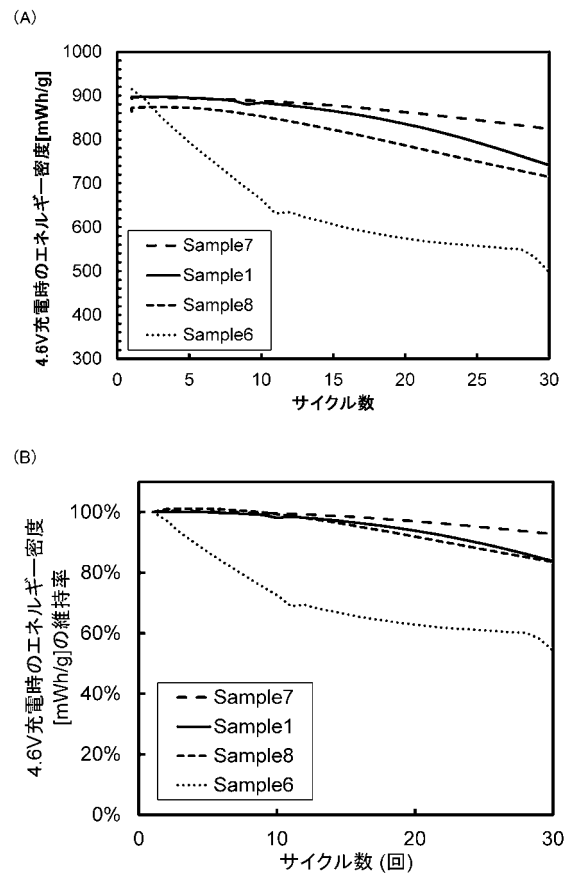 (A)
4.6V充電時のエネルギー密度[mWh/g]
1000
900
800
700
600
500
400
300
Sample7
Sample1
Sample8
Sample6
0
5
10
15
20
25
30
サイクル数
(B)
4.6V充電時のエネルギー密度
[mWh/g]の維持率
100%
80%
60%
40%
20%
0%
Sample7
Sample1
Sample8
Sample6
0
10
20
30
サイクル数 (回)